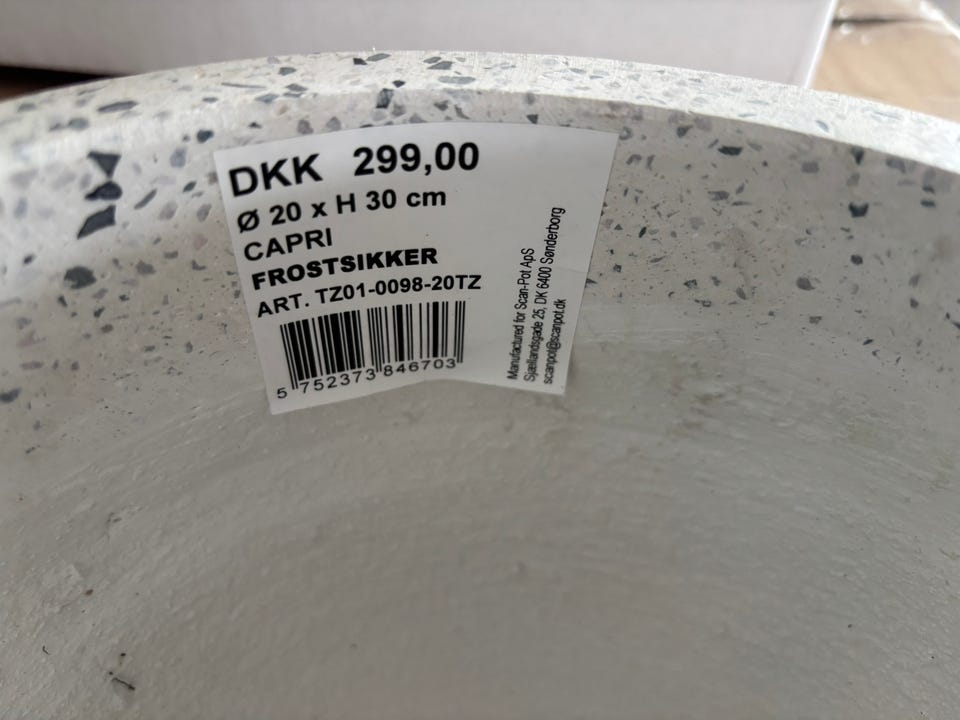 DKK 299,00
Ø 20 x H 30 cm
CAPRI
FROSTSIKKER
ART. TZ01-0098-20TZ
5 752373 846703
Manufactured for Scan-Pot ApS
Sjællandsgade 25, DK 6400 Sønderborg
scanpot@scanpot.dk